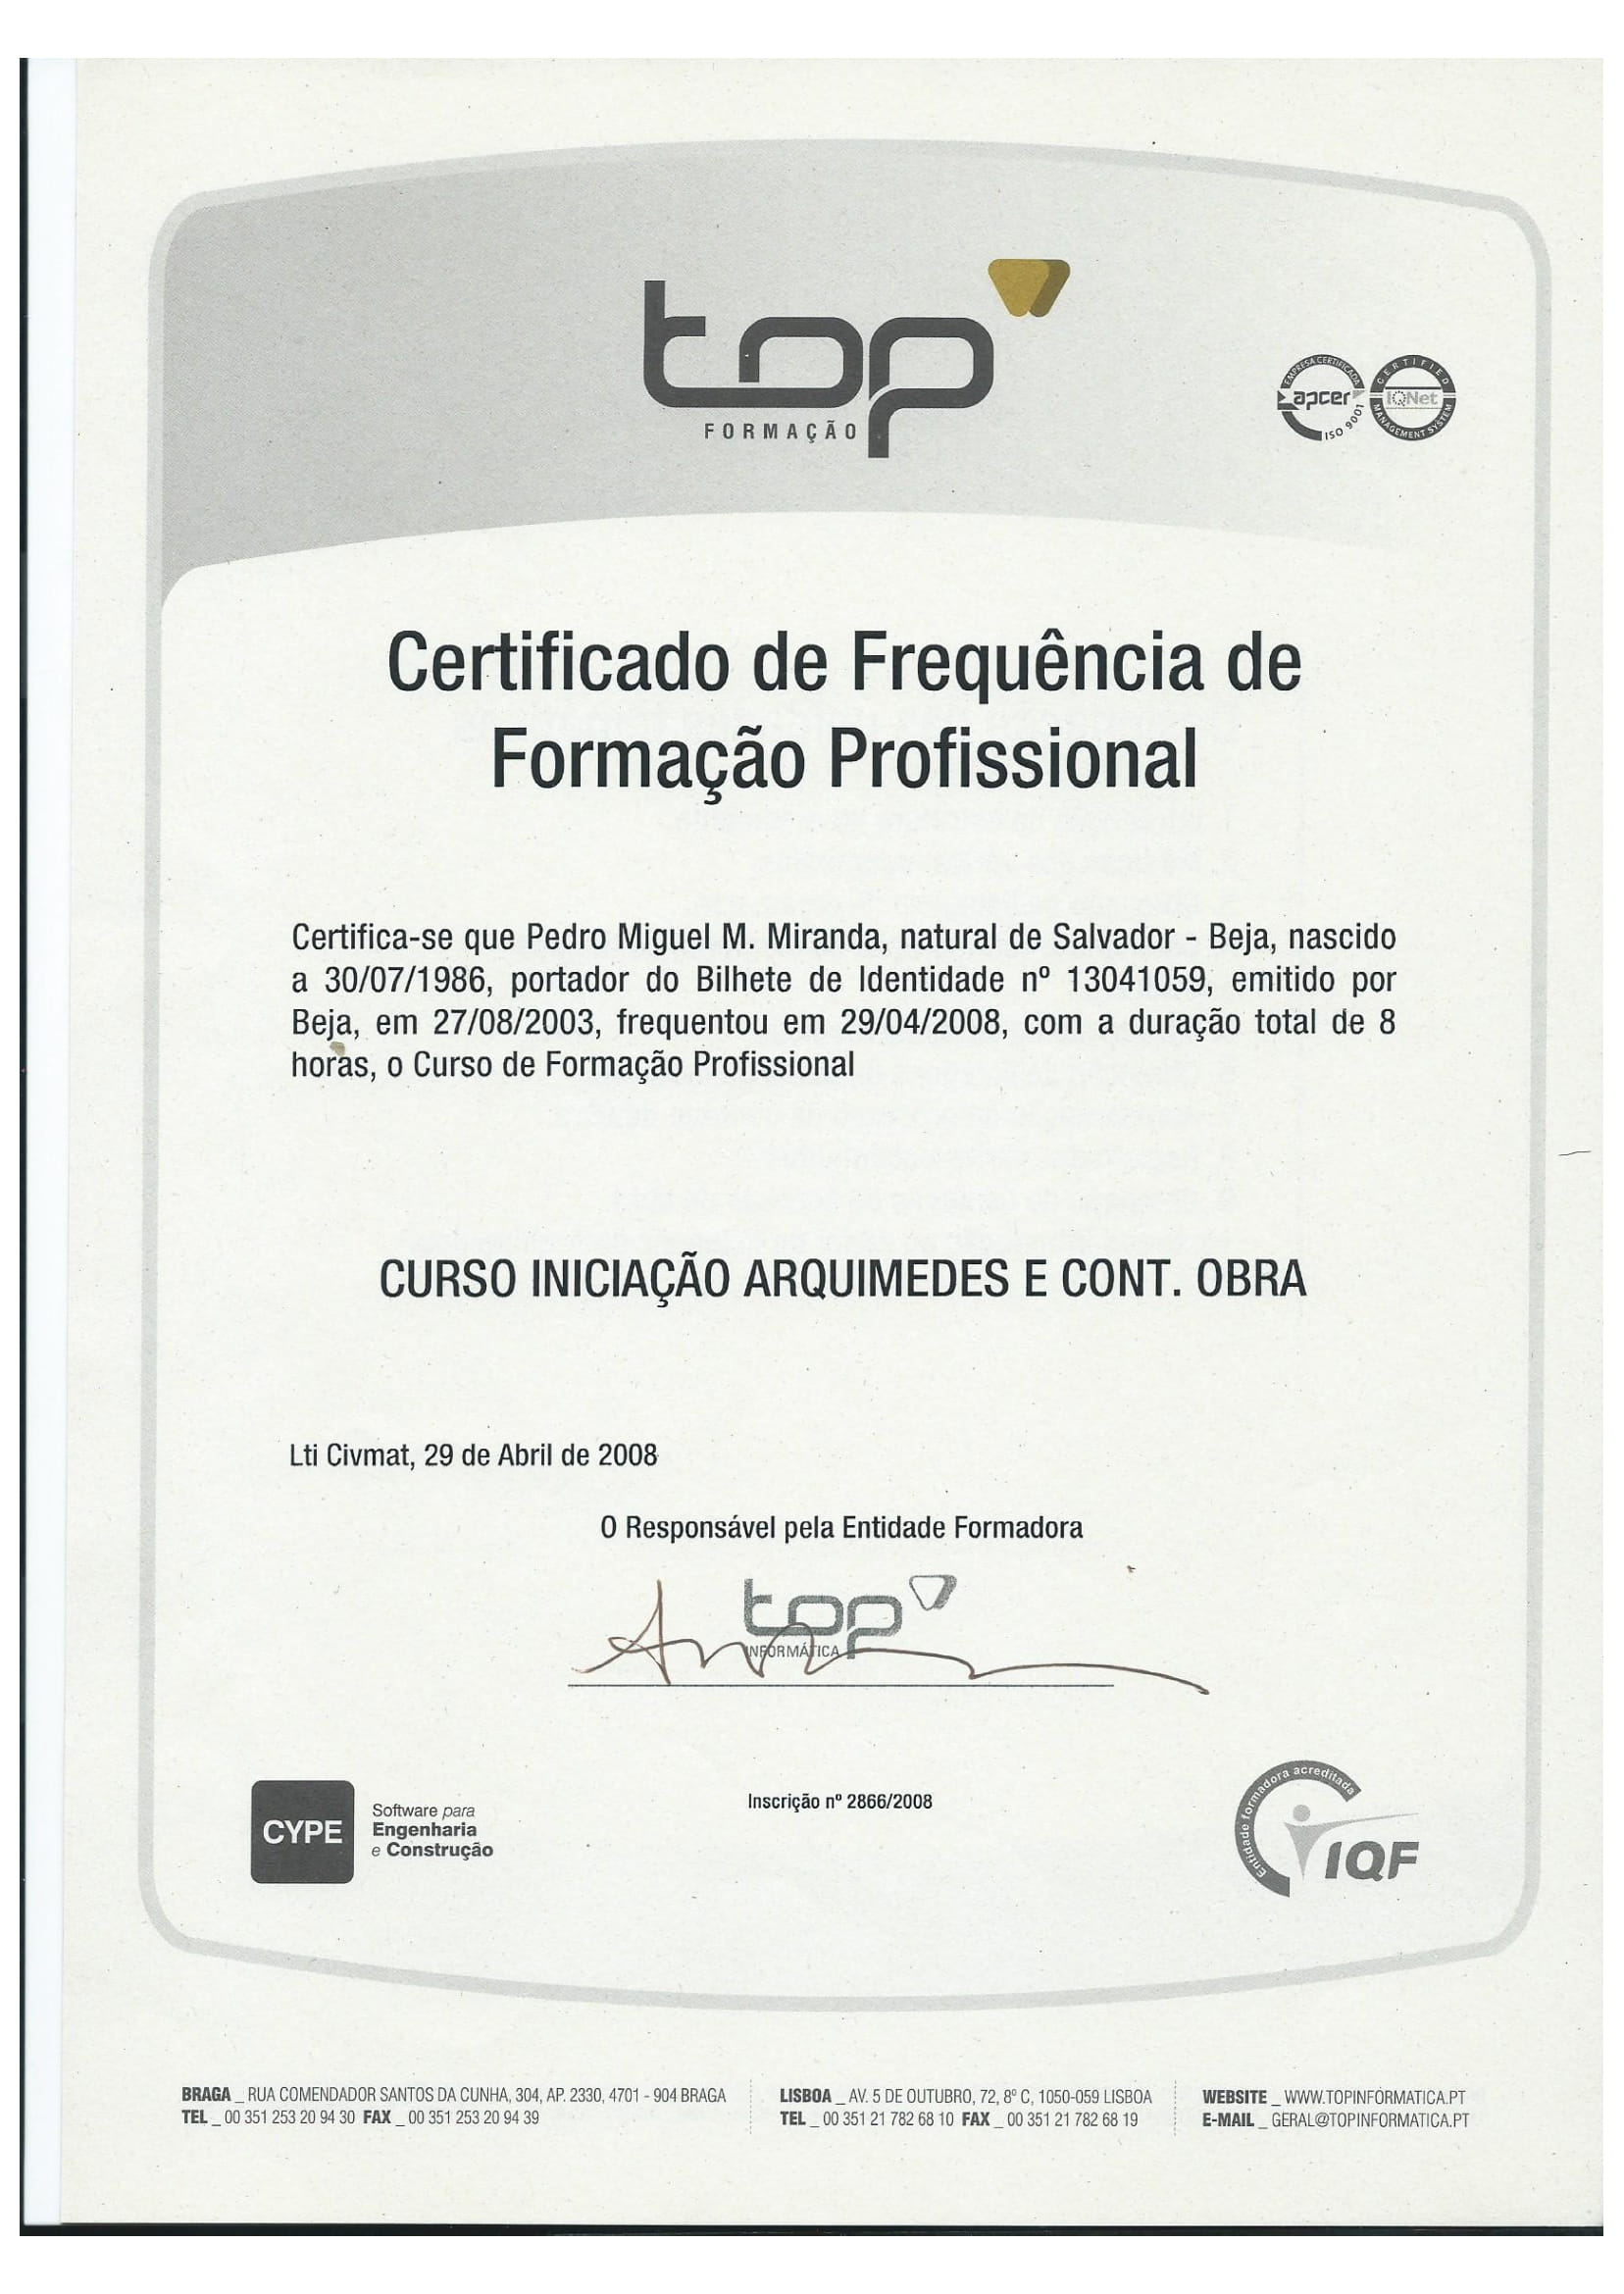 top
FORMAÇÃO
EMPRESA CERTIFICADA
apcer
ISO 9001
CERTIFIED
IQNet
MANAGEMENT SYSTEM
Certificado de Frequência de
Formação Profissional
Certifica-se que Pedro Miguel M. Miranda, natural de Salvador - Beja, nascido
a 30/07/1986, portador do Bilhete de Identidade nº 13041059, emitido por
Beja, em 27/08/2003, frequentou em 29/04/2008, com a duração total de 8
horas, o Curso de Formação Profissional
CURSO INICIAÇÃO ARQUIMEDES E CONT. OBRA
Lti Civmat, 29 de Abril de 2008
O Responsável pela Entidade Formadora
top
INFORMÁTICA
CYPE
Software para
Engenharia
e Construção
Inscrição nº 2866/2008
Entidade formadora acreditada
IQF
BRAGA _ RUA COMENDADOR SANTOS DA CUNHA, 304, AP. 2330, 4701 - 904 BRAGA
TEL _ 00 351 253 20 94 30 FAX _ 00 351 253 20 94 39
LISBOA _ AV. 5 DE OUTUBRO, 72, 8º C, 1050-059 LISBOA
TEL _ 00 351 21 782 68 10 FAX _ 00 351 21 782 68 19
WEBSITE _ WWW.TOPINFORMATICA.PT
E-MAIL _ GERAL@TOPINFORMATICA.PT